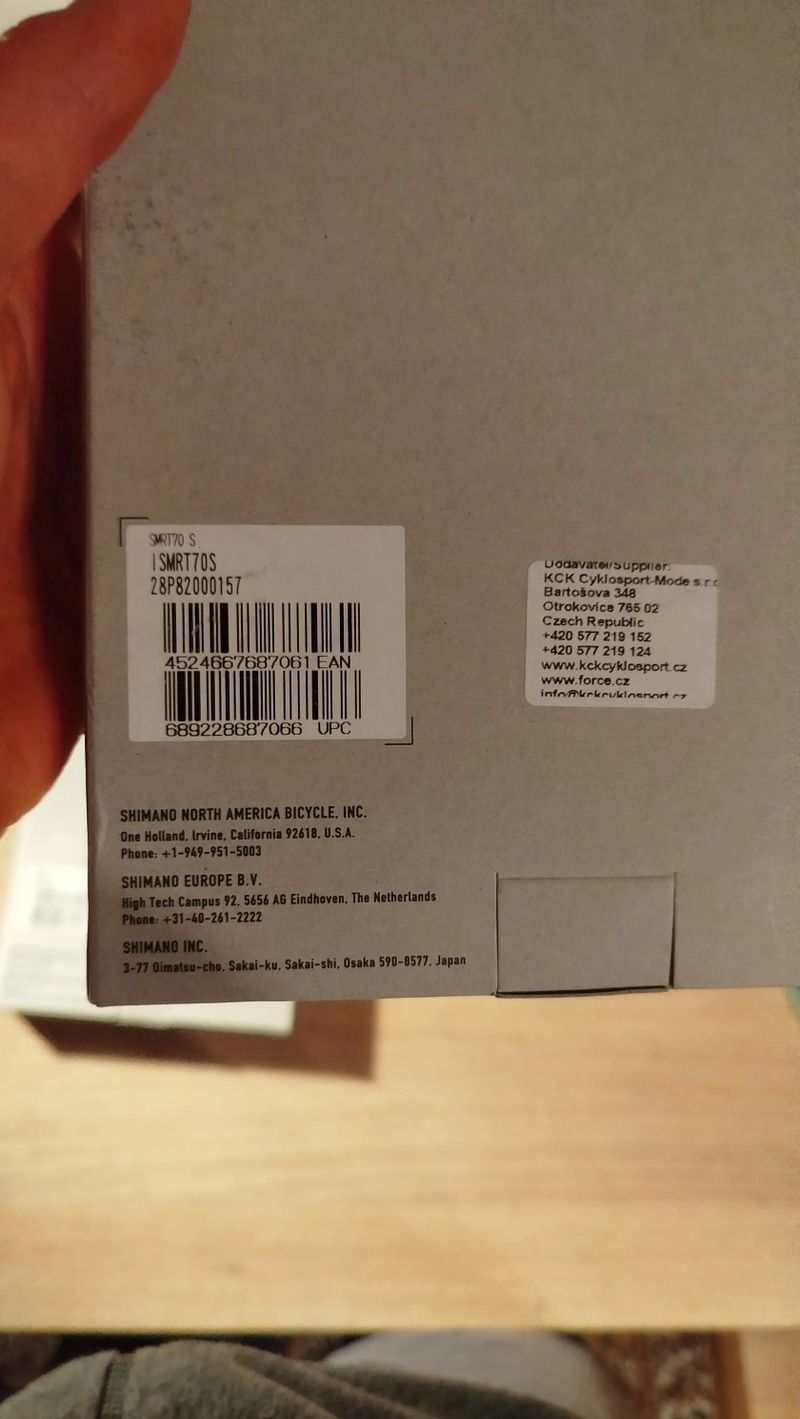 SMRT70 S
ISMRT70S
28P82000157
4524667687061 EAN
689228687066 UPC
Dodavatel/Supplier:
KCK Cyklosport-Mode s r
Bartošova 348
Otrokovice 765 02
Czech Republic
+420 577 219 152
+420 577 219 124
www.kckcyklosport.cz
www.force.cz
SHIMANO NORTH AMERICA BICYCLE, INC.
One Holland, Irvine, California 92618, U.S.A.
Phone: +1-949-951-5003
SHIMANO EUROPE B.V.
High Tech Campus 92, 5656 AG Eindhoven, The Netherlands
Phone: +31-40-261-2222
SHIMANO INC.
3-77 Oimatsu-cho, Sakai-ku, Sakai-shi, Osaka 590-8577, Japan